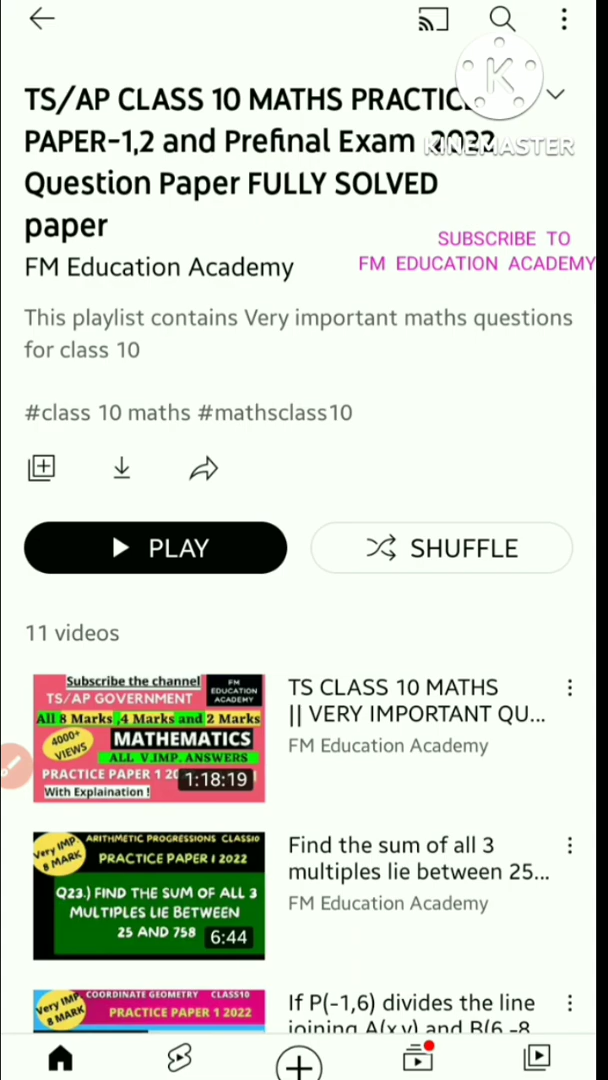 TS/AP CLASS 10 MATHS PRACTIC
PAPER-1,2 and Prefinal Exam 2022
KINEMASTER
Question Paper FULLY SOLVED
paper
SUBSCRIBE TO
FM EDUCATION ACADEMY
FM Education Academy
This playlist contains Very important maths questions
for class 10
#class 10 maths #mathsclass10
PLAY
SHUFFLE
11 videos
Subscribe the channel
FM
EDUCATION
ACADEMY
TS/AP GOVERNMENT
All 8 Marks ,4 Marks and 2 Marks
4000+
VIEWS
MATHEMATICS
ALL V.IMP. ANSWERS
PRACTICE PAPER 1 20
1:18:19
With Explaination !
TS CLASS 10 MATHS
|| VERY IMPORTANT QU...
FM Education Academy
ARITHMETIC PROGRESSIONS CLASS10
Very IMP.
8 MARK
PRACTICE PAPER 1 2022
Q23.) FIND THE SUM OF ALL 3
MULTIPLES LIE BETWEEN
25 AND 758
6:44
Find the sum of all 3
multiples lie between 25...
FM Education Academy
COORDINATE GEOMETRY CLASS10
Very IMP.
8 MARK
PRACTICE PAPER 1 2022
If P(-1,6) divides the line
joining A(x,y) and B(6,-8